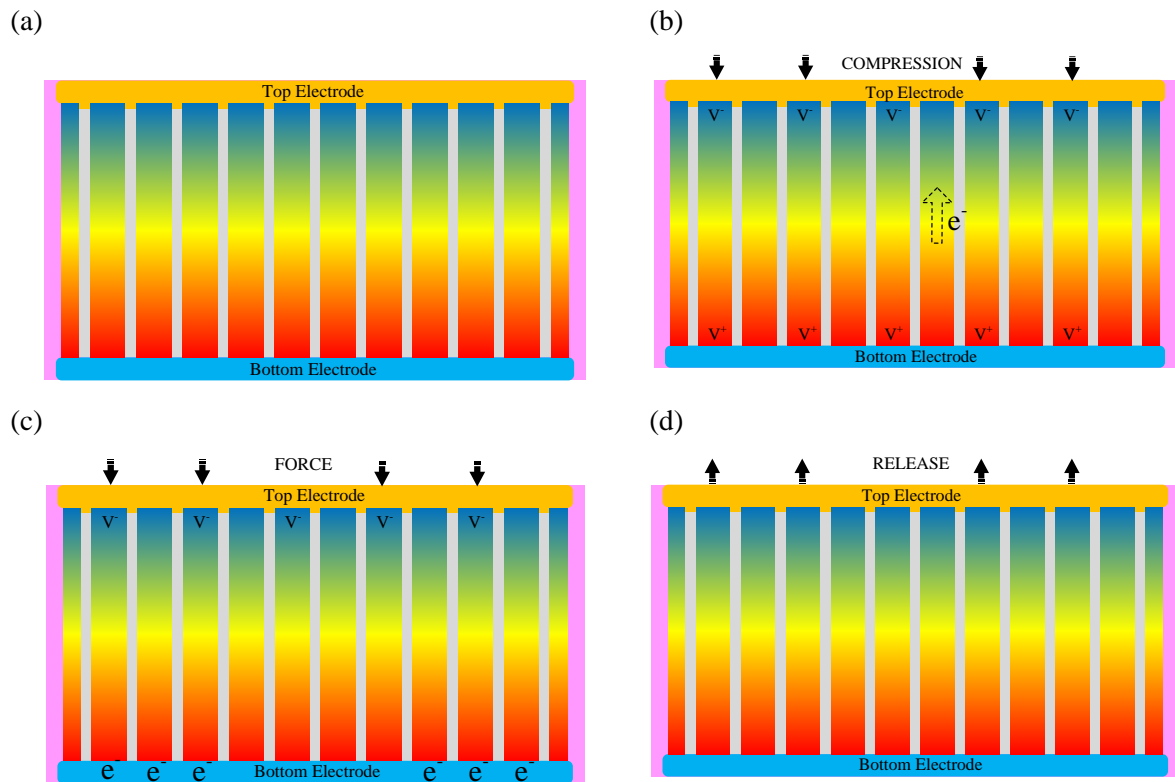 (a)
Top Electrode
Bottom Electrode
(b)
COMPRESSION
Top Electrode
V⁻ V⁻ V⁻ V⁻ V⁻
e⁻
V⁺ V⁺ V⁺ V⁺ V⁺
Bottom Electrode
(c)
FORCE
Top Electrode
V⁻ V⁻ V⁻ V⁻ V⁻
e⁻ e⁻ e⁻ Bottom Electrode e⁻ e⁻ e⁻
(d)
RELEASE
Top Electrode
Bottom Electrode